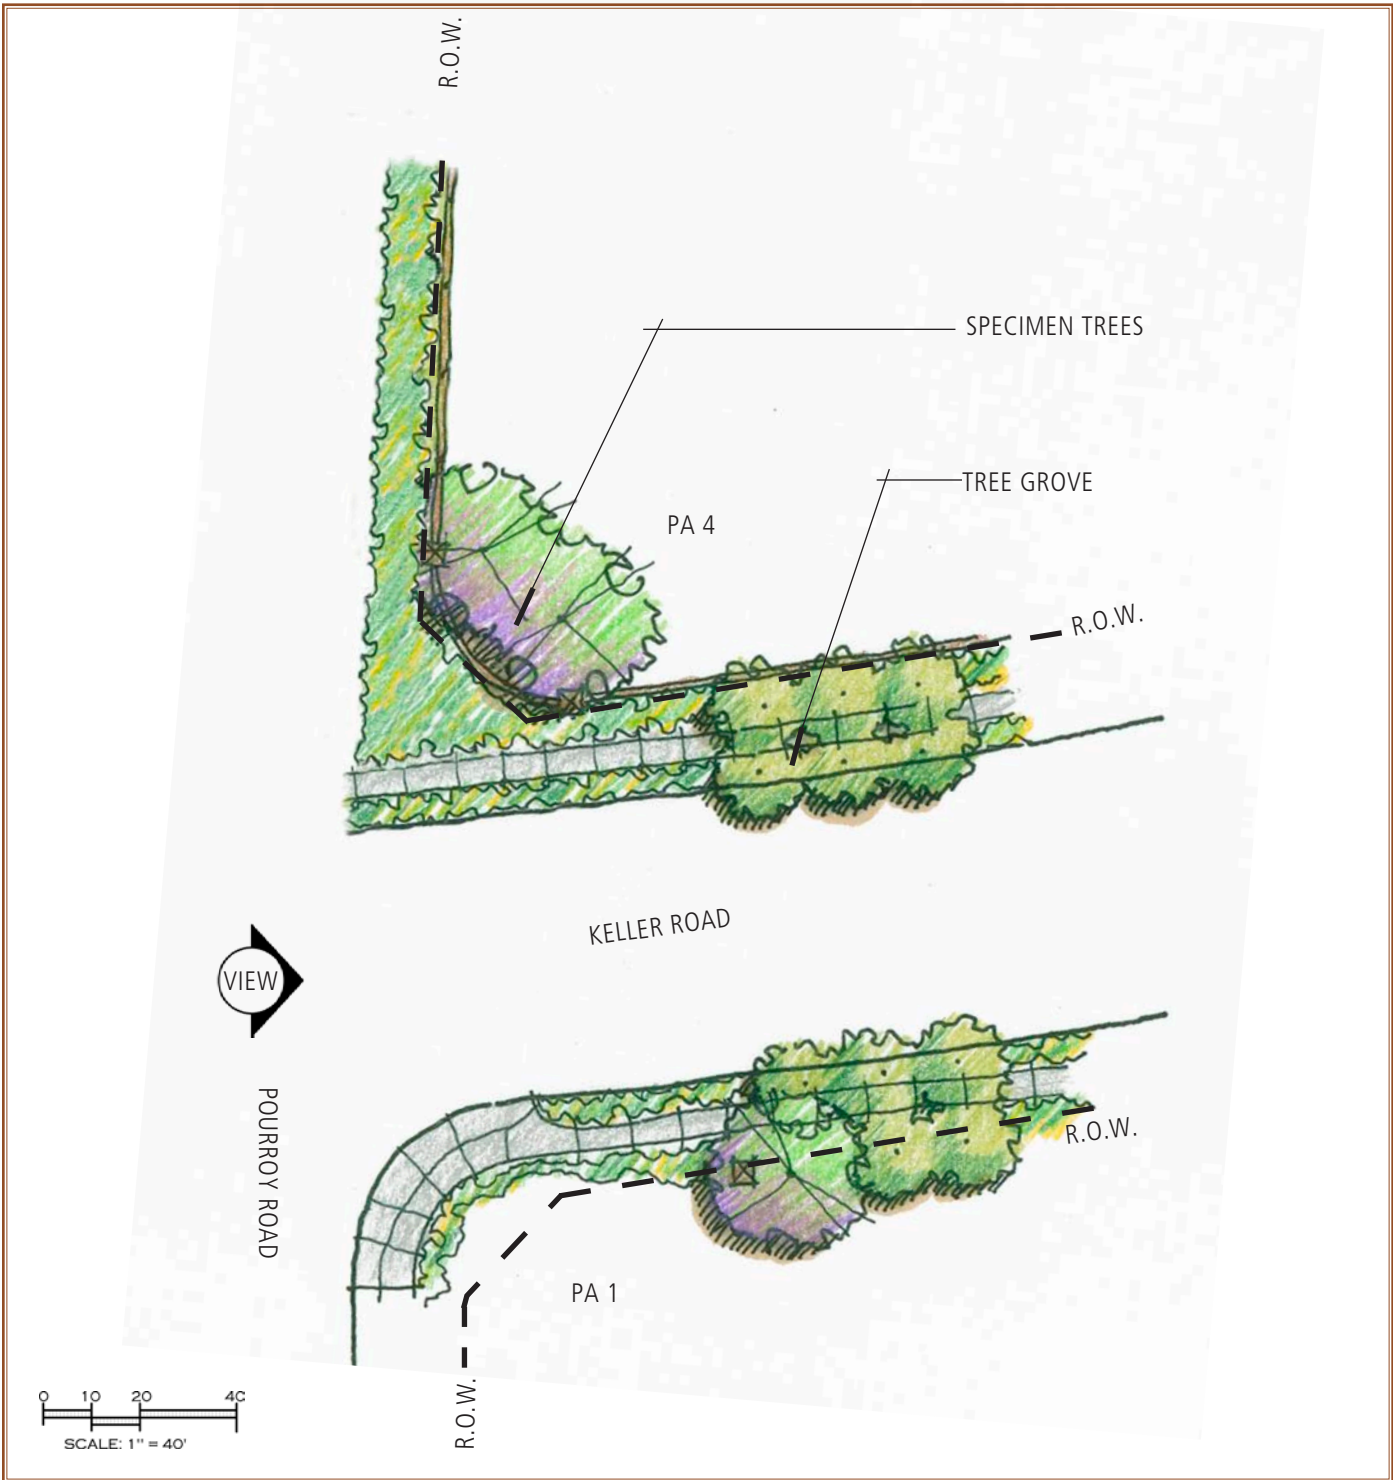 R.O.W.
SPECIMEN TREES
TREE GROVE
PA 4
R.O.W.
KELLER ROAD
VIEW
POURROY ROAD
R.O.W.
PA 1
R.O.W.
0 10 20 40
SCALE: 1" = 40'